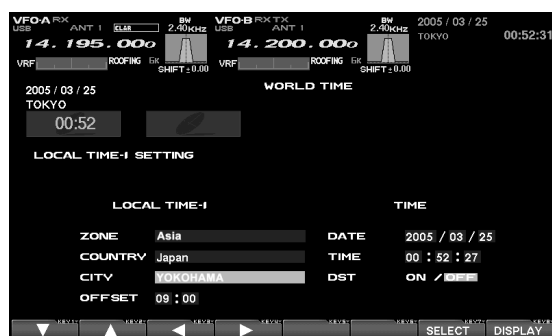 VFO-A RX BW VFO-B RX TX BW 2005 / 03 / 25
USB ANT 1 CLAR 2.40KHz USB ANT 1 2.40KHz TOKYO 00:52:31
14.195.000 14.200.000
VRF ROOFING 6K SHIFT ± 0.00 VRF ROOFING 6K SHIFT ± 0.00
WORLD TIME
2005 / 03 / 25
TOKYO
00:52
LOCAL TIME-1 SETTING
LOCAL TIME-1 TIME
ZONE Asia DATE 2005 / 03 / 25
COUNTRY Japan TIME 00 : 52 : 27
CITY YOKOHAMA DST ON / OFF
OFFSET 09 : 00
▼ ▲ ◀ ▶ SELECT DISPLAY